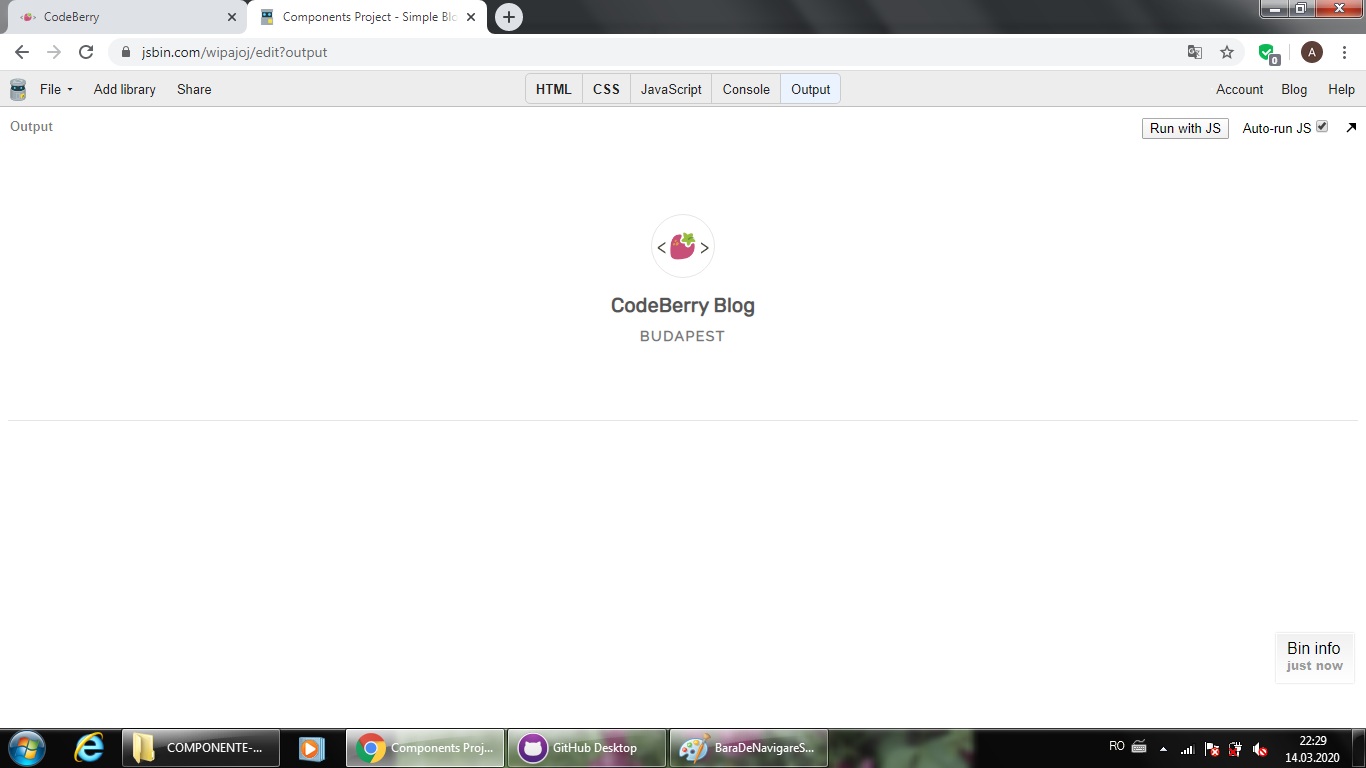 CodeBerry
Components Project - Simple Blo
jsbin.com/wipajoj/edit?output
0
A
File
Add library
Share
HTML
CSS
JavaScript
Console
Output
Account
Blog
Help
Output
Run with JS
Auto-run JS
< >
CodeBerry Blog
BUDAPEST
Bin info
just now
COMPONENTE-...
Components Proj...
GitHub Desktop
BaraDeNavigareS...
RO
22:29
14.03.2020